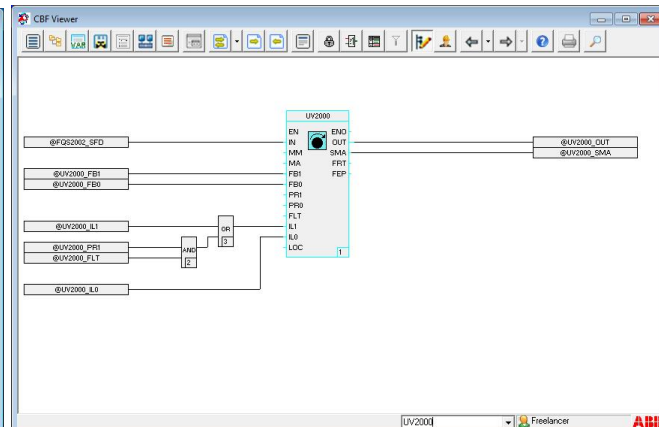 CBF Viewer
VAR
UV2000
EN ENO
@FQS2002_SFD IN OUT @UV2000_OUT
MM SMA @UV2000_SMA
MA FRT
@UV2000_FB1 FB1 FEP
@UV2000_FB0 FB0
PR1
PR0
FLT
@UV2000_IL1 OR IL1
3 IL0
@UV2000_PR1 AND LOC
@UV2000_FLT 2 1
@UV2000_IL0
UV2000 Freelancer ABB